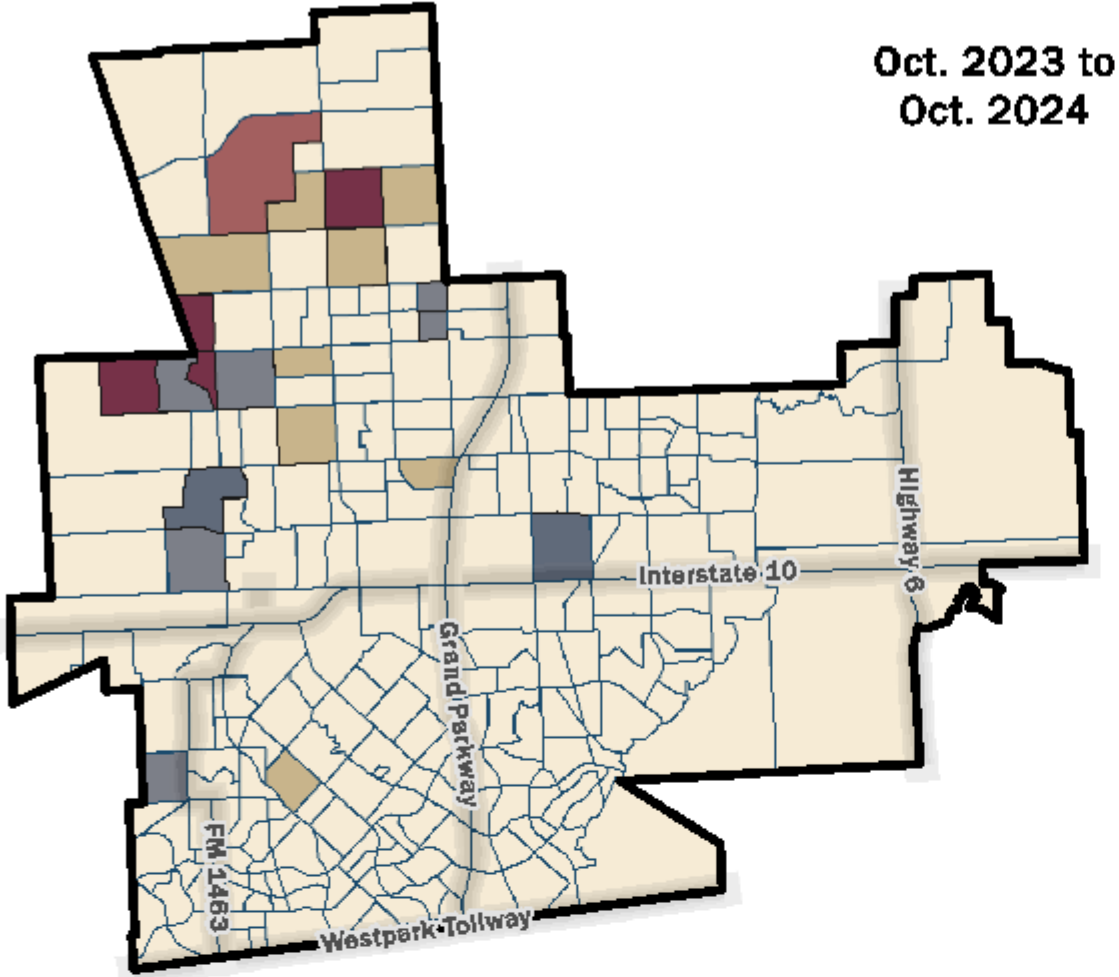 Oct. 2023 to
Oct. 2024
Highway 6
Interstate 10
Grand Parkway
FM 1463
Westpark Tollway